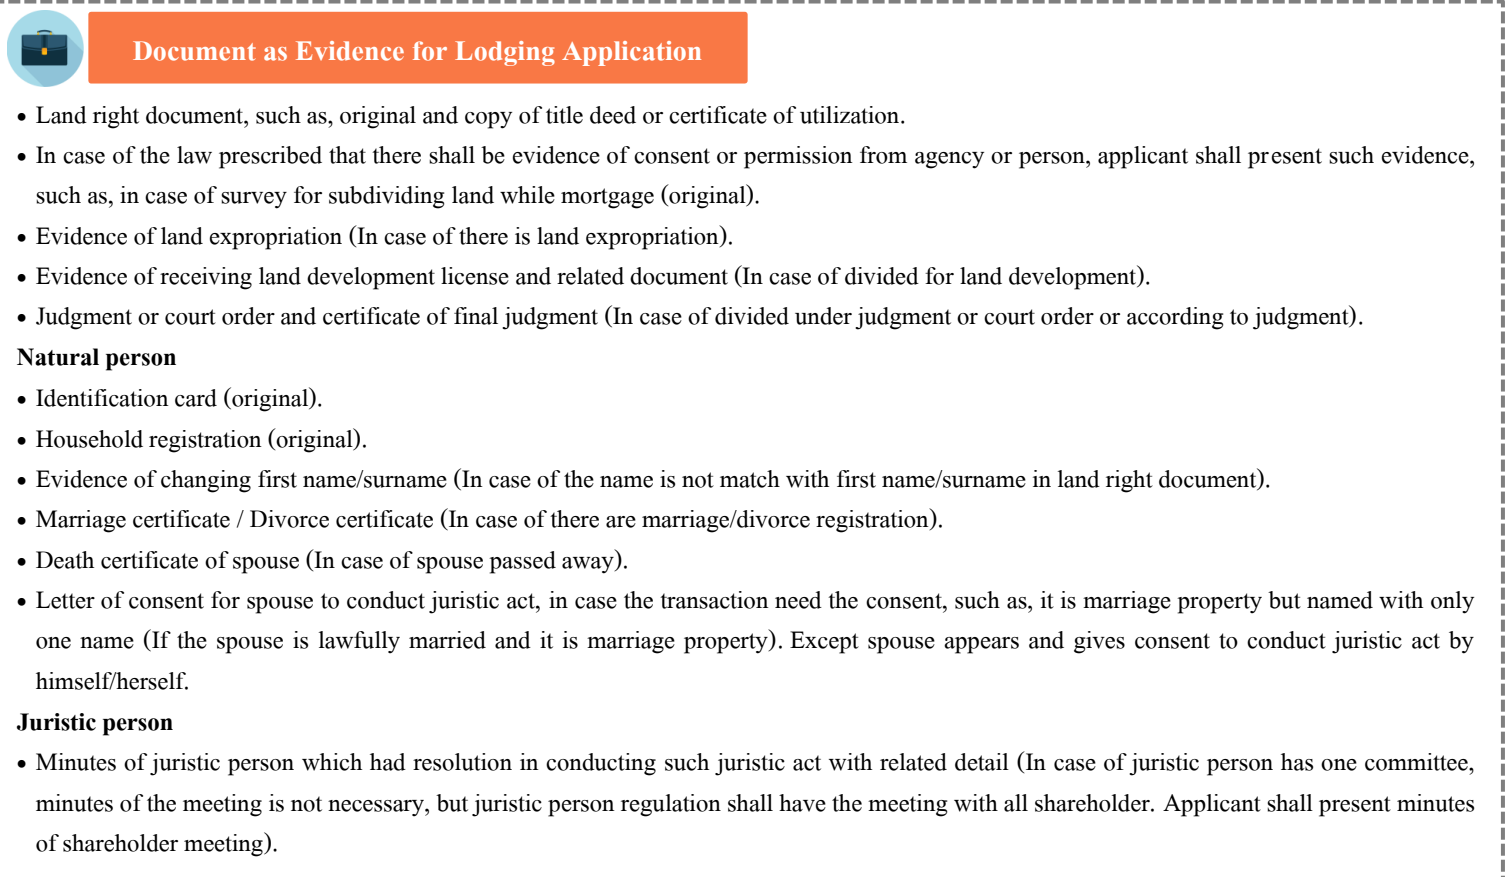 Document as Evidence for Lodging Application
• Land right document, such as, original and copy of title deed or certificate of utilization.
• In case of the law prescribed that there shall be evidence of consent or permission from agency or person, applicant shall present such evidence,
such as, in case of survey for subdividing land while mortgage (original).
• Evidence of land expropriation (In case of there is land expropriation).
• Evidence of receiving land development license and related document (In case of divided for land development).
• Judgment or court order and certificate of final judgment (In case of divided under judgment or court order or according to judgment).
Natural person
• Identification card (original).
• Household registration (original).
• Evidence of changing first name/surname (In case of the name is not match with first name/surname in land right document).
• Marriage certificate / Divorce certificate (In case of there are marriage/divorce registration).
• Death certificate of spouse (In case of spouse passed away).
• Letter of consent for spouse to conduct juristic act, in case the transaction need the consent, such as, it is marriage property but named with only
one name (If the spouse is lawfully married and it is marriage property). Except spouse appears and gives consent to conduct juristic act by
himself/herself.
Juristic person
• Minutes of juristic person which had resolution in conducting such juristic act with related detail (In case of juristic person has one committee,
minutes of the meeting is not necessary, but juristic person regulation shall have the meeting with all shareholder. Applicant shall present minutes
of shareholder meeting).